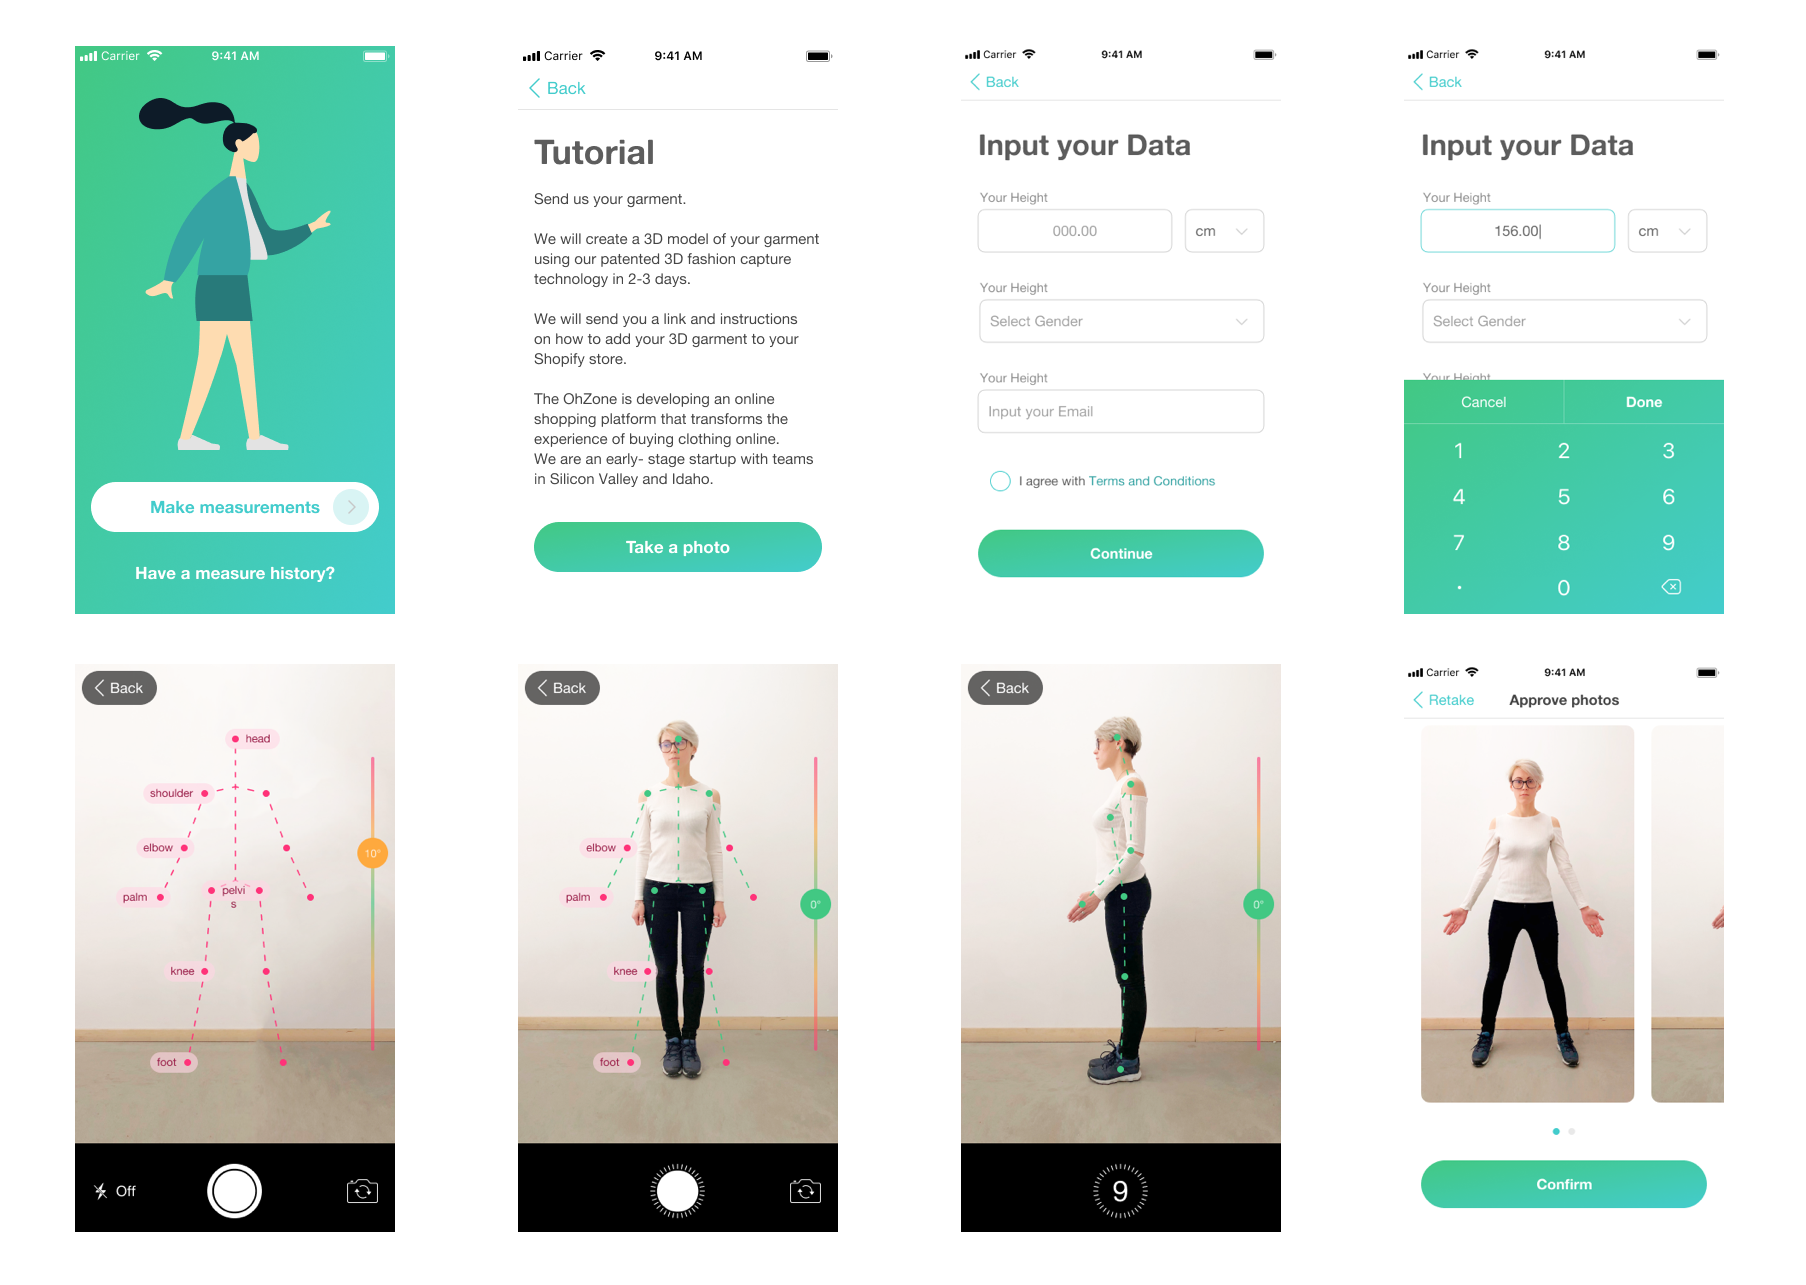 Carrier 9:41 AM
Make measurements
Have a measure history?
Carrier 9:41 AM
Back
Tutorial
Send us your garment.
We will create a 3D model of your garment
using our patented 3D fashion capture
technology in 2-3 days.
We will send you a link and instructions
on how to add your 3D garment to your
Shopify store.
The OhZone is developing an online
shopping platform that transforms the
experience of buying clothing online.
We are an early- stage startup with teams
in Silicon Valley and Idaho.
Take a photo
Carrier 9:41 AM
Back
Input your Data
Your Height
000.00 cm
Your Height
Select Gender
Your Height
Input your Email
I agree with Terms and Conditions
Continue
Carrier 9:41 AM
Back
Input your Data
Your Height
156.00 cm
Your Height
Select Gender
Your Height
Cancel Done
1 2 3
4 5 6
7 8 9
. 0
Back
head
shoulder
elbow
10°
palm
pelvi
s
knee
foot
Off
Back
elbow
palm
0°
knee
foot
Back
0°
9
Carrier 9:41 AM
Retake Approve photos
Confirm